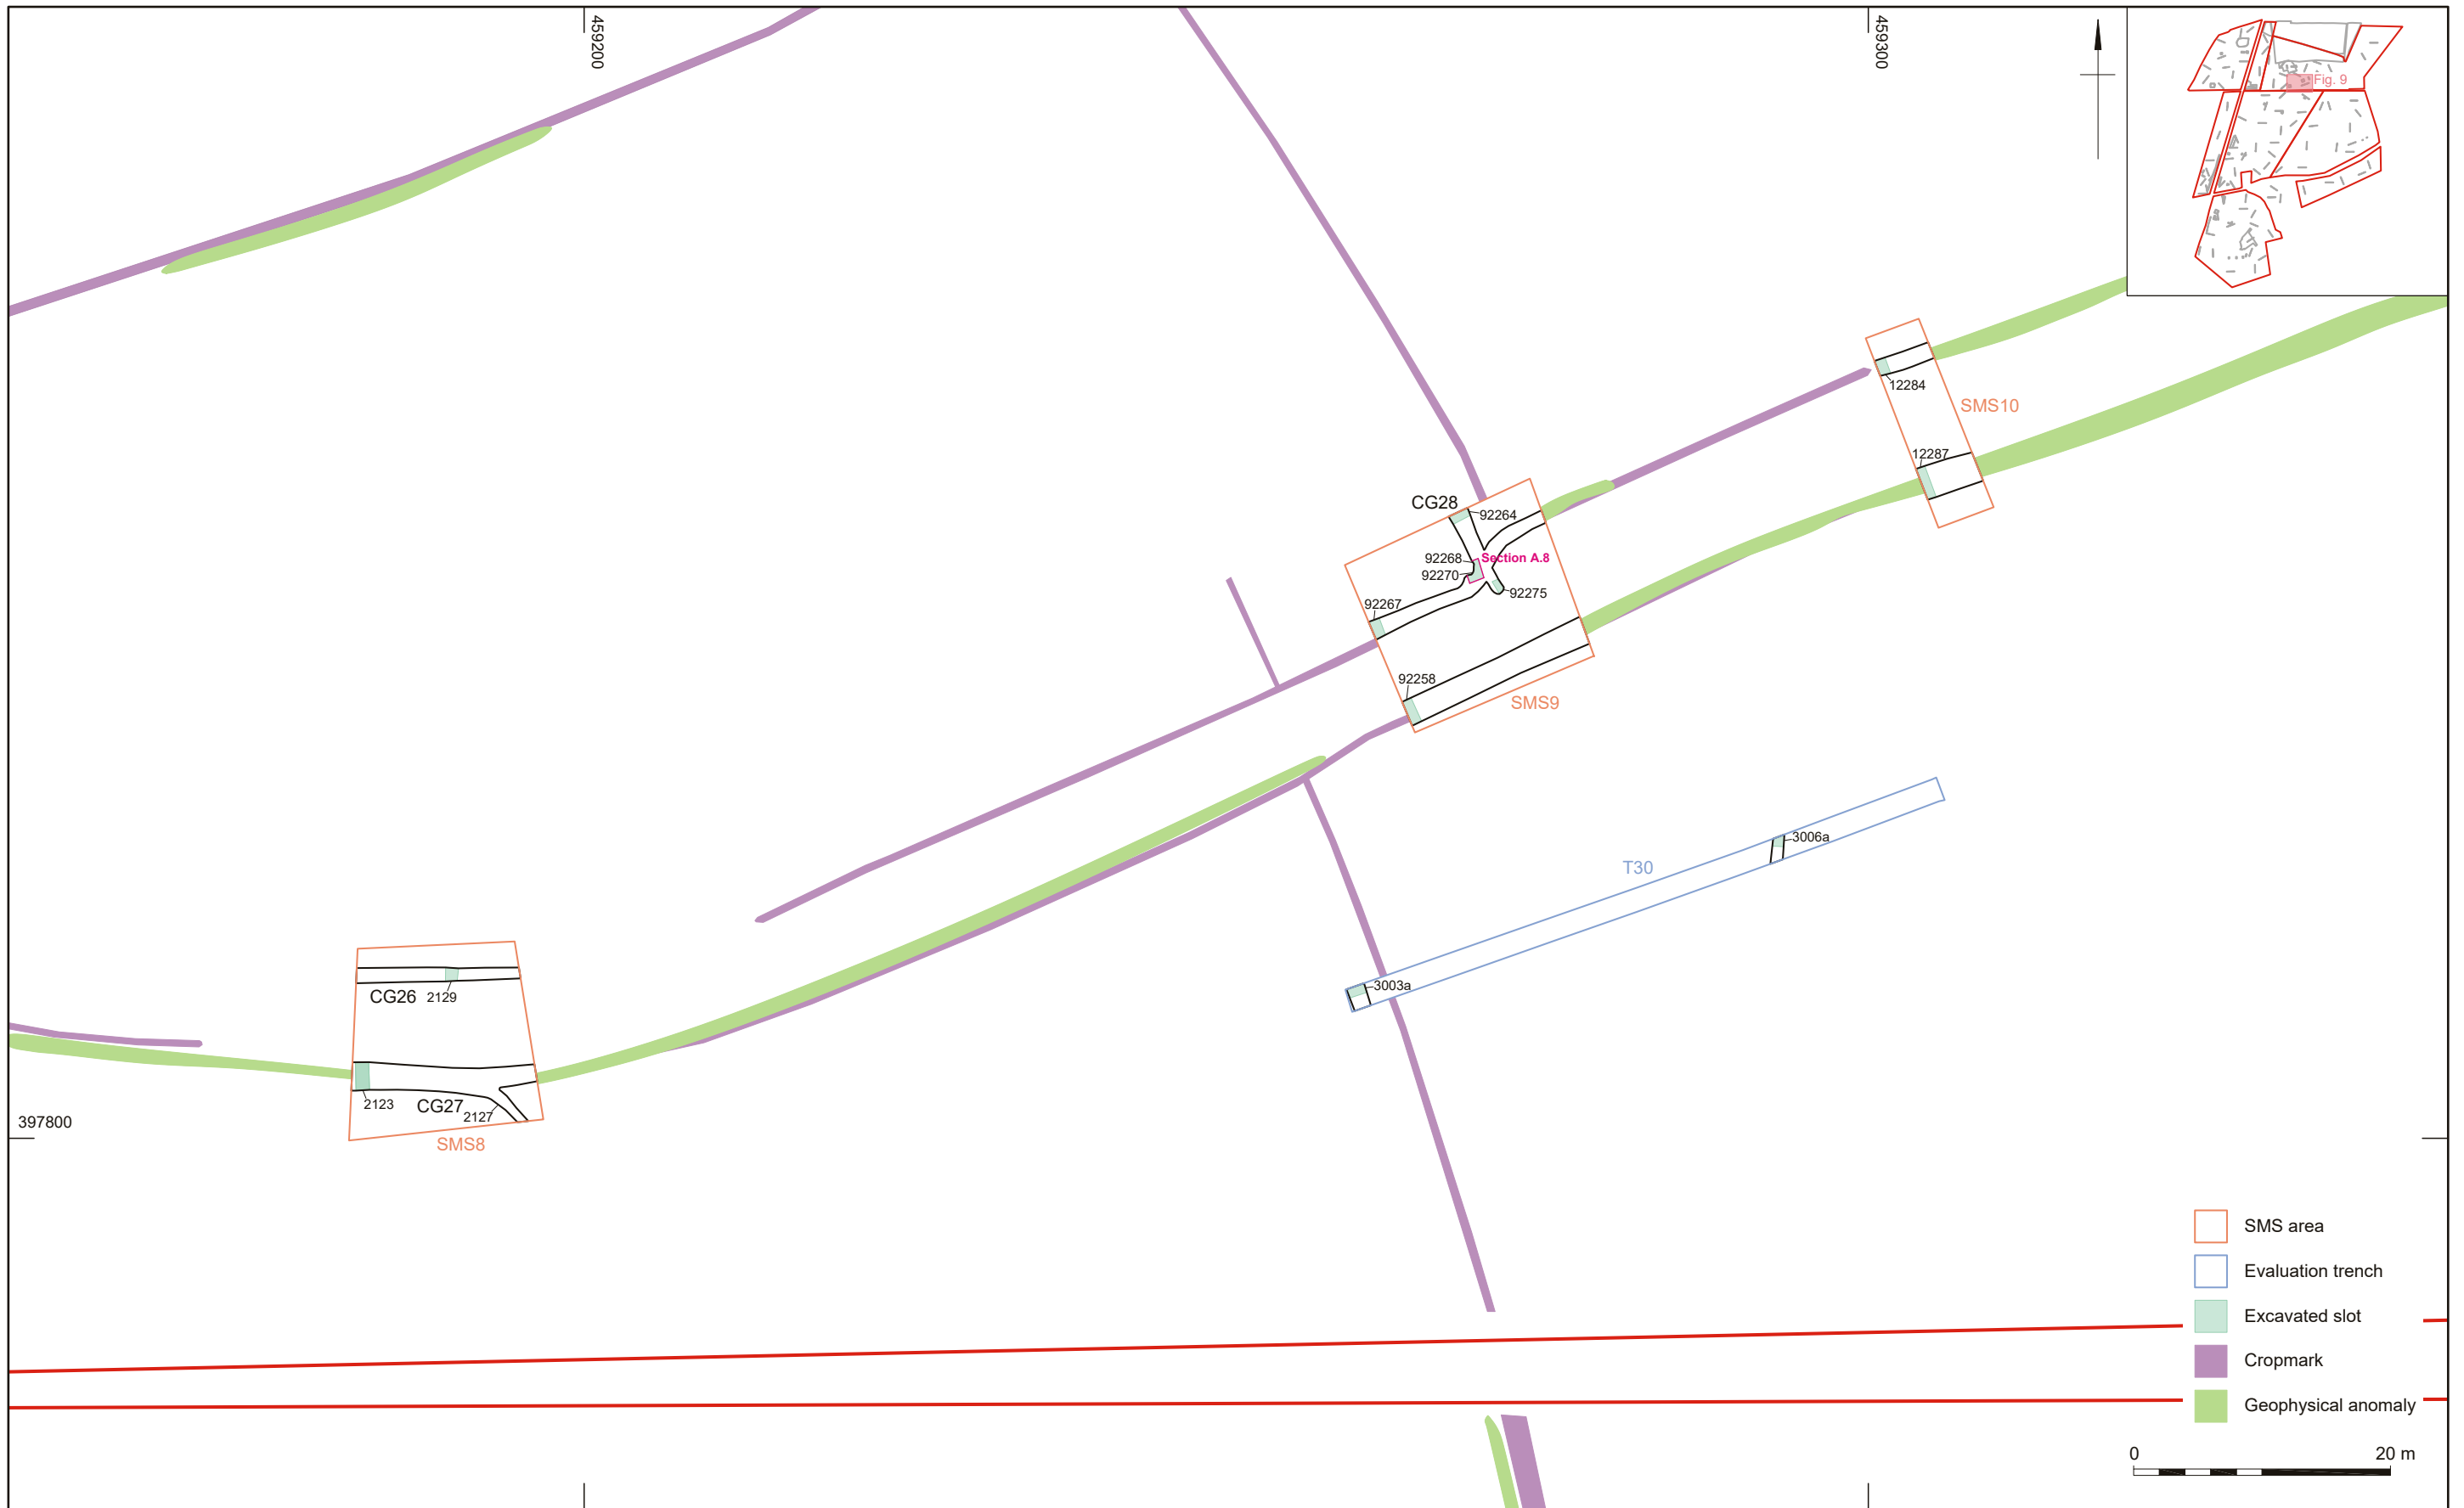 459200
459300
Fig. 9
12284
SMS10
12287
CG28
92264
92268
Section A.8
92270
92275
92267
92258
SMS9
3006a
T30
3003a
CG26
2129
2123
CG27
2127
SMS8
397800
SMS area
Evaluation trench
Excavated slot
Cropmark
Geophysical anomaly
0
20 m